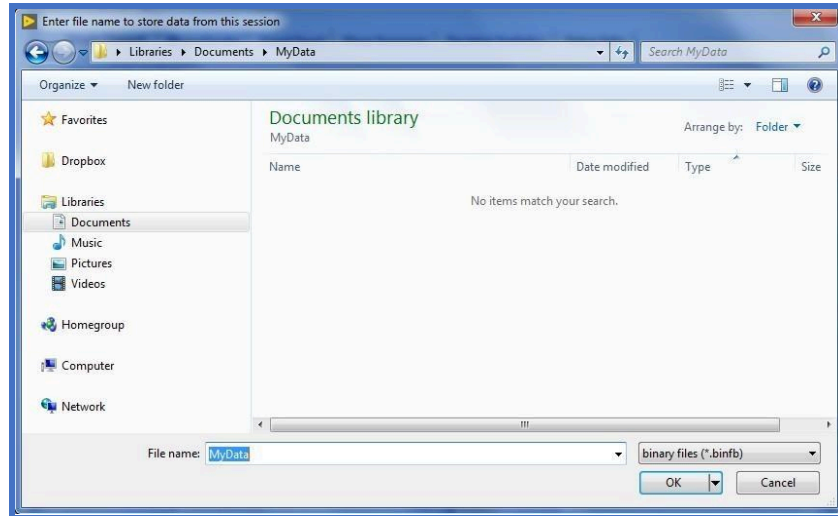 Enter file name to store data from this session
Libraries Documents MyData
Search MyData
Organize New folder
Favorites
Dropbox
Libraries
Documents
Music
Pictures
Videos
Homegroup
Computer
Network
Documents library
MyData
Arrange by: Folder
Name Date modified Type Size
No items match your search.
File name: MyData
binary files (*.binfb)
OK Cancel